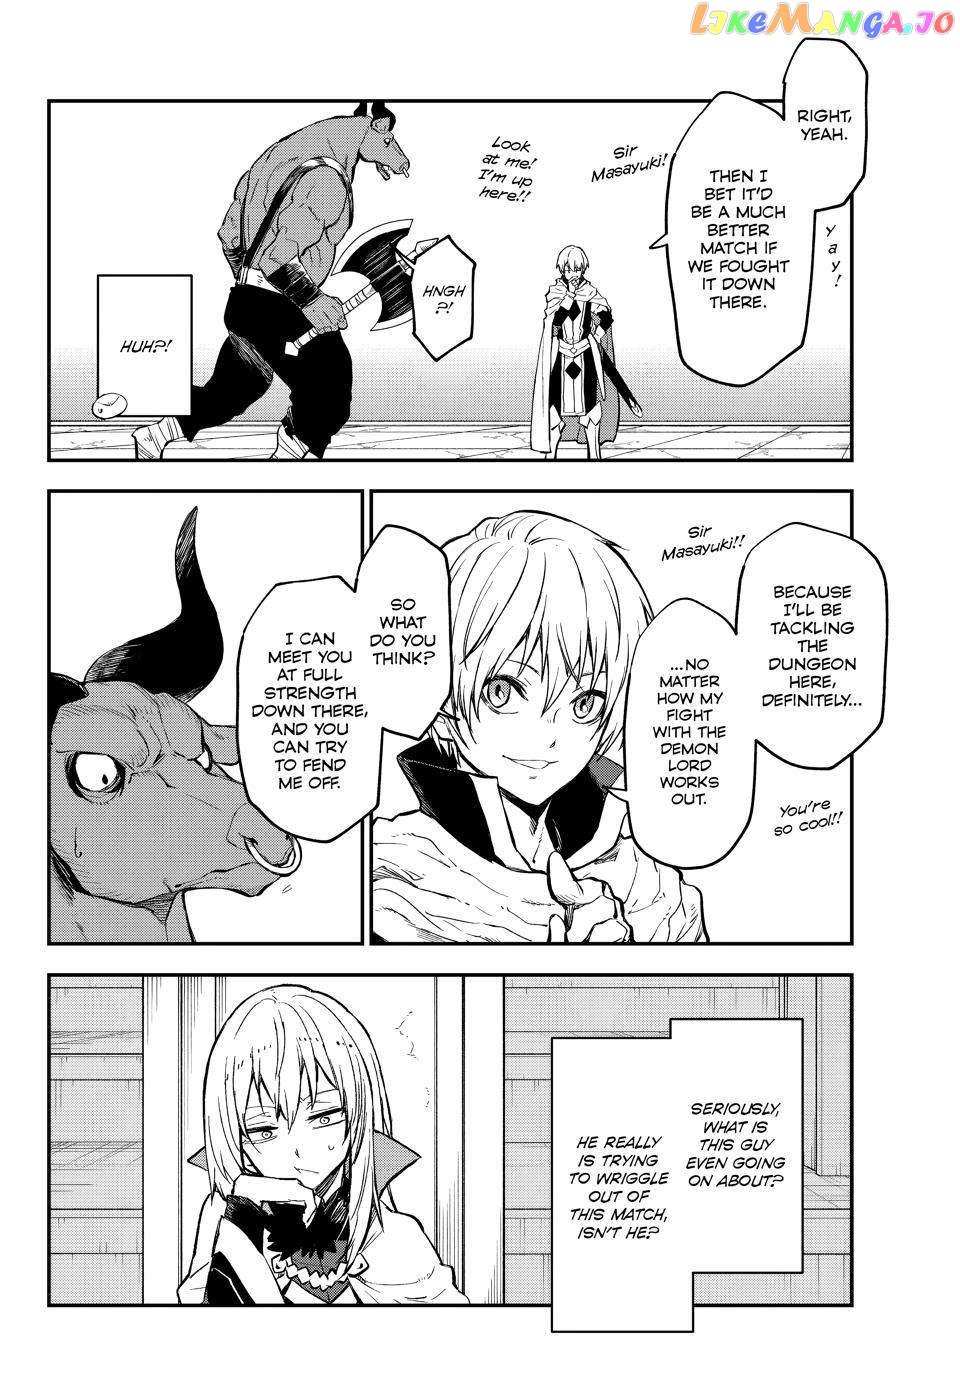 LIKEMANGA.IO
RIGHT,
YEAH.
THEN I
BET IT'D
BE A MUCH
BETTER
MATCH IF
WE FOUGHT
IT DOWN
THERE.
Yay!
Sir
Masayuki!
Look
at me!
I'm up
here!!
HNGH
?!
HUH?!
BECAUSE
I'LL BE
TACKLING
THE
DUNGEON
HERE,
DEFINITELY...
Sir
Masayuki!!
...NO
MATTER
HOW MY
FIGHT
WITH THE
DEMON
LORD
WORKS
OUT.
You're
so cool!!
SO
WHAT
DO YOU
THINK?
I CAN
MEET YOU
AT FULL
STRENGTH
DOWN THERE,
AND YOU
CAN TRY
TO FEND
ME OFF.
SERIOUSLY,
WHAT IS
THIS GUY
EVEN GOING
ON ABOUT?
HE REALLY
IS TRYING
TO WRIGGLE
OUT OF
THIS MATCH,
ISN'T HE?